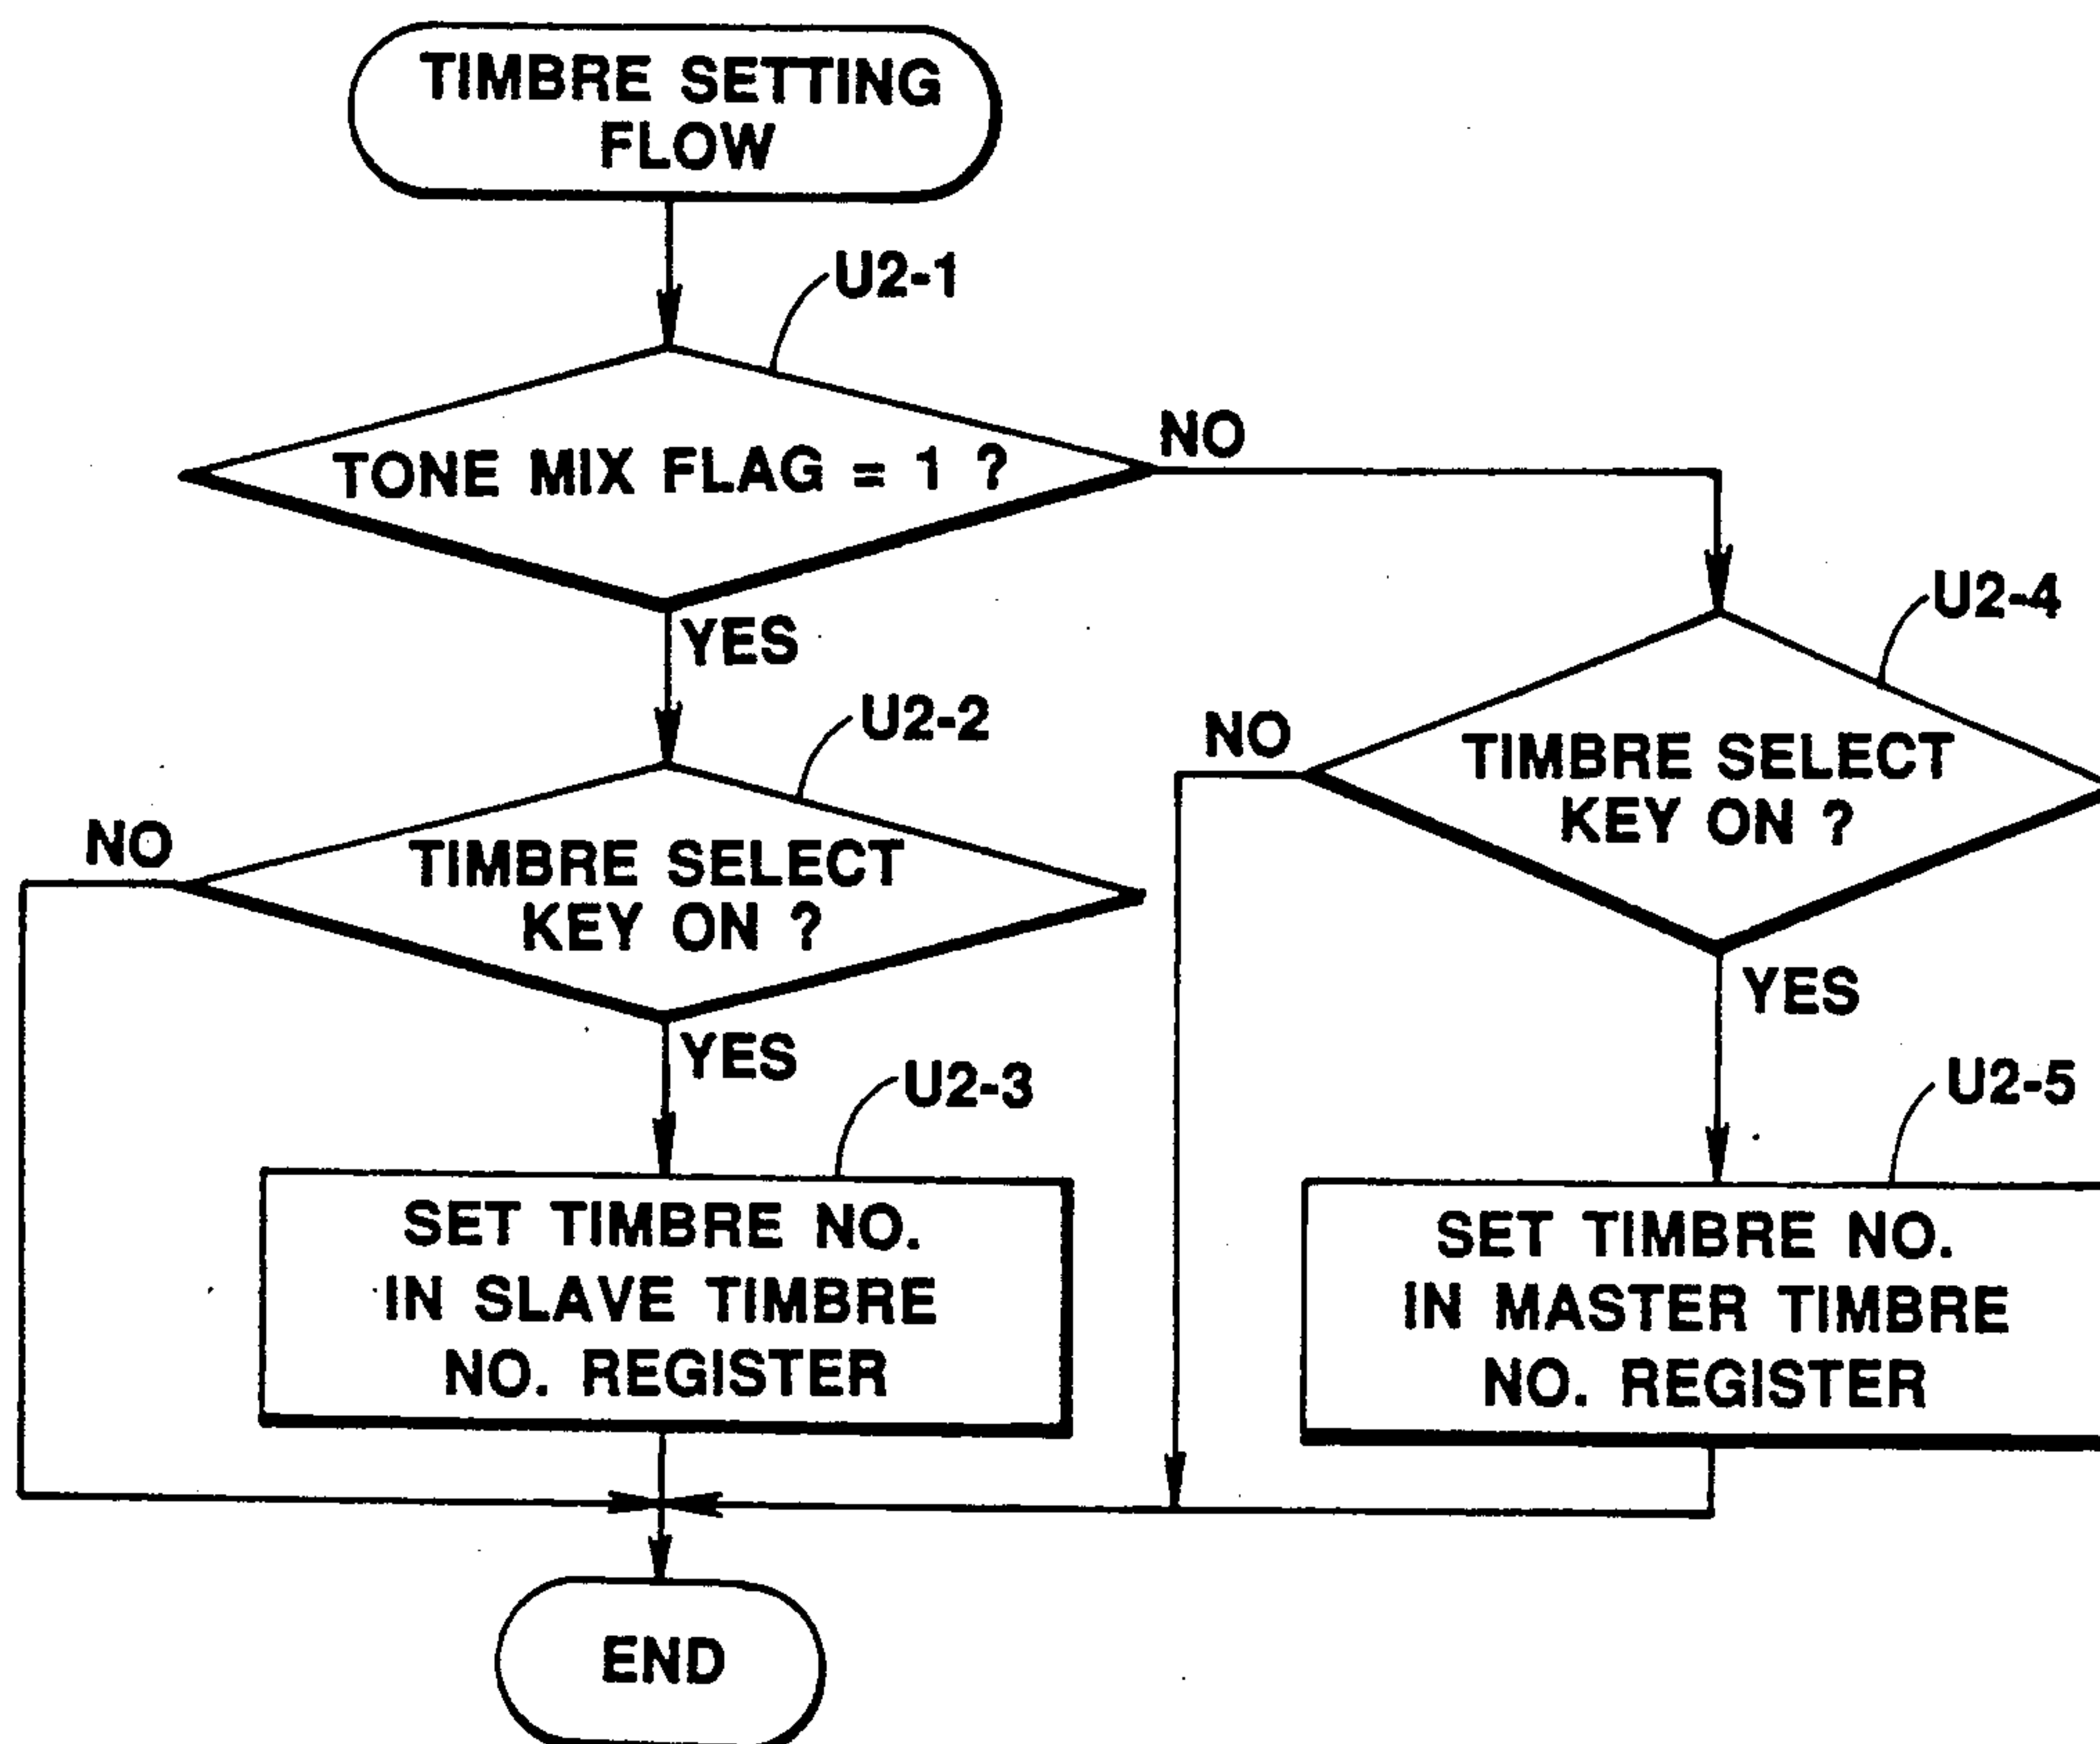 TIMBRE SETTING
FLOW
U2-1
TONE MIX FLAG = 1 ?
NO
YES
U2-2
NO
TIMBRE SELECT
KEY ON ?
YES
U2-3
SET TIMBRE NO.
IN SLAVE TIMBRE
NO. REGISTER
U2-4
NO
TIMBRE SELECT
KEY ON ?
YES
U2-5
SET TIMBRE NO.
IN MASTER TIMBRE
NO. REGISTER
END